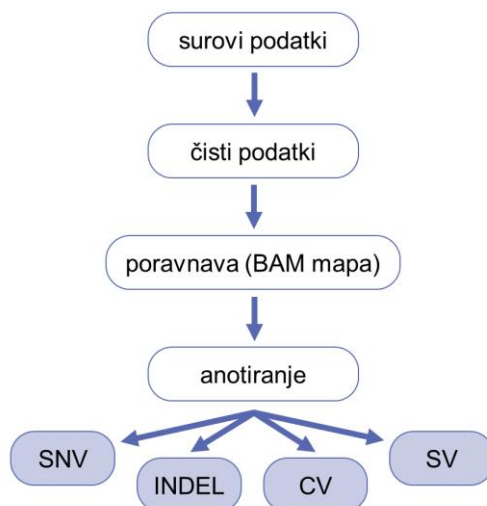 surovi podatki
čisti podatki
poravnava (BAM mapa)
anotiranje
SNV
INDEL
CV
SV